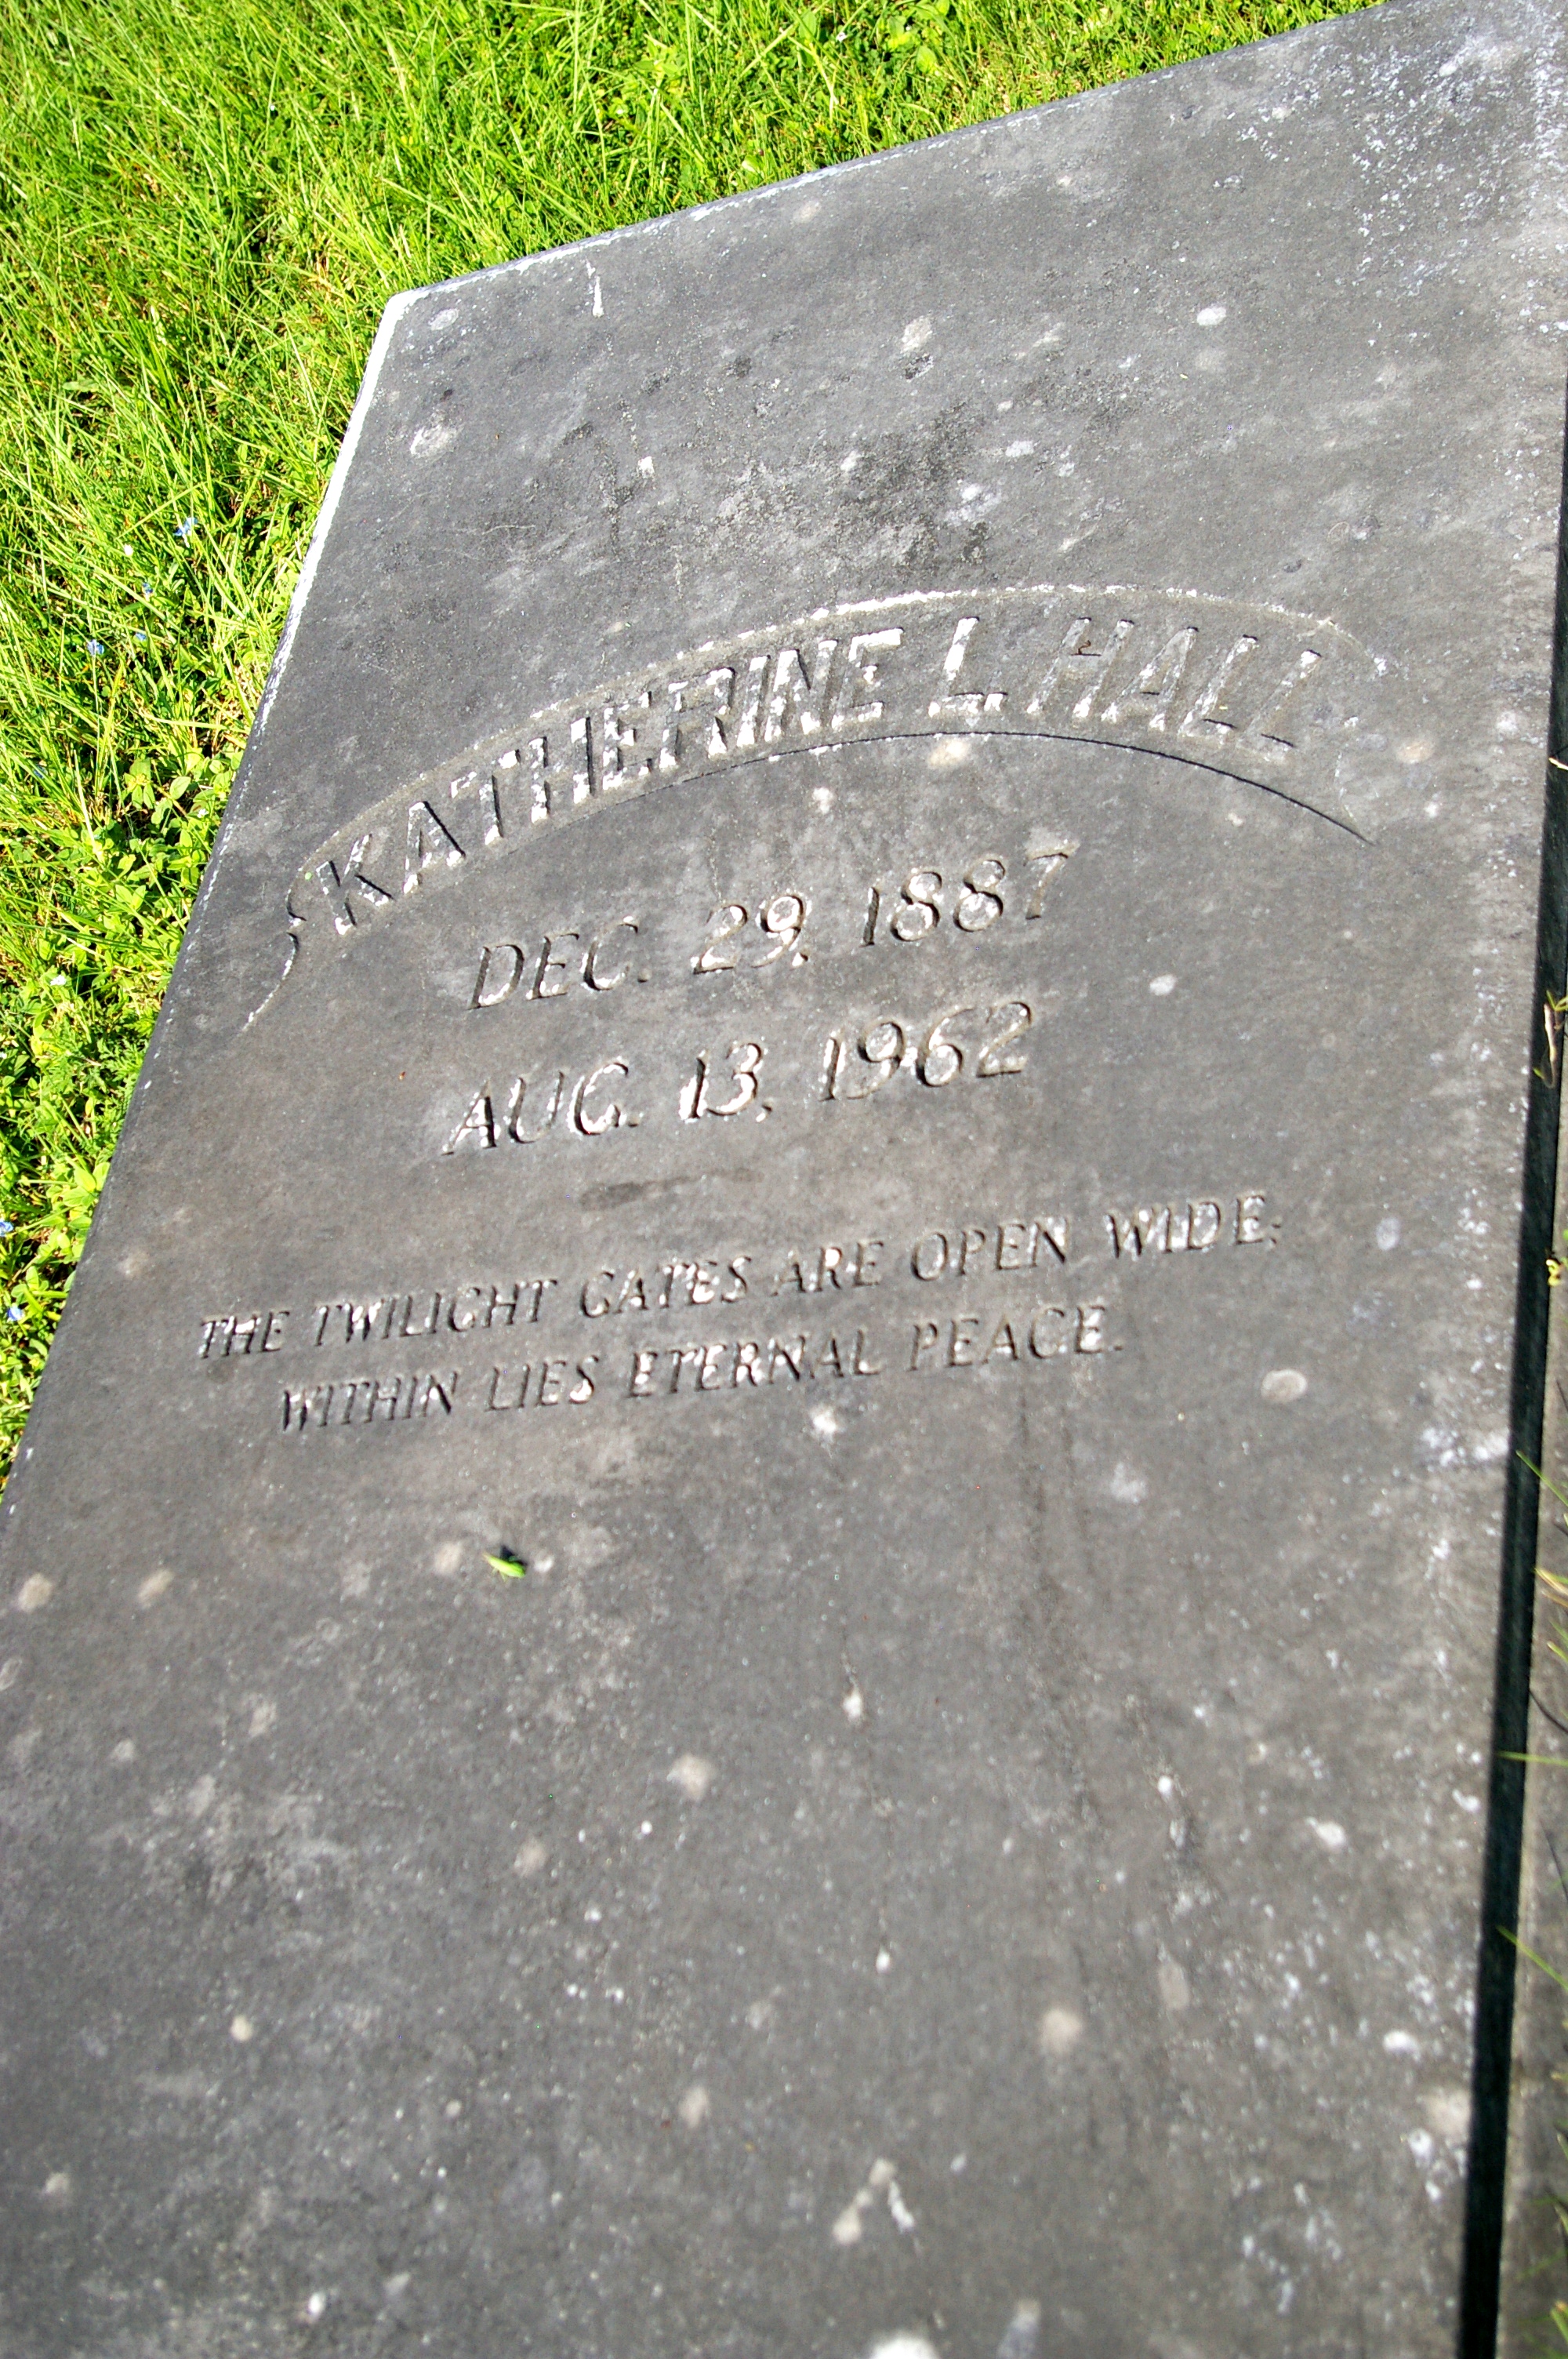 KATHERINE L. HALL
DEC. 29, 1887
AUG. 13, 1962
THE TWILIGHT GATES ARE OPEN WIDE;
WITHIN LIES ETERNAL PEACE.